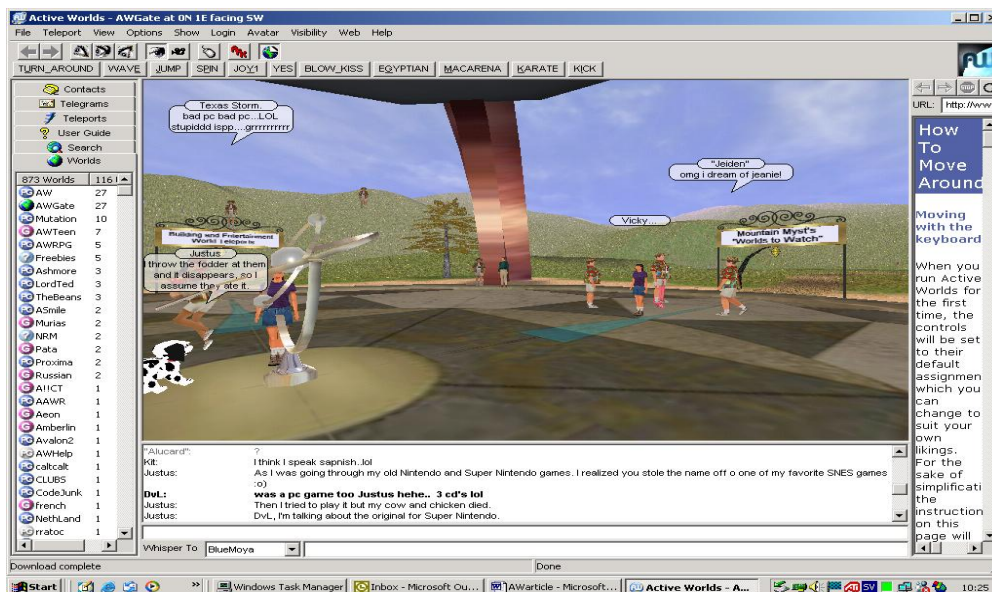 Active Worlds - AWGate at 0N 1E facing SW
File Teleport View Options Show Login Avatar Visibility Web Help
TURN_AROUND WAVE JUMP SPIN JOY1 YES BLOW_KISS EGYPTIAN MACARENA KARATE KICK
Contacts
Telegrams
Teleports
User Guide
Search
Worlds
873 Worlds 116
AW 27
AWGate 27
Mutation 10
AWTeen 7
AWRPG 5
Freebies 5
Ashmore 3
LordTed 3
TheBeans 3
ASmile 2
Murias 2
NRM 2
Pata 2
Proxima 2
Russian 2
A!!CT 1
AAWR 1
Aeon 1
Amberlin 1
Avalon2 1
AWHelp 1
caltcalt 1
CLUBS 1
CodeJunk 1
french 1
NethLand 1
rratoc 1
Texas Storm.
bad pc bad pc...LOL
stupiddd ispp....grrrrrrrrrr
"Jeiden"
omg i dream of jeanie!
Vicky...
Building and Entertainment
World Teleports
Mountain Myst's
"Worlds to Watch"
Justus
I throw the fodder at them
and it disappears, so I
assume they ate it.
"Alucard": ?
Kit: I think I speak sapnish..lol
Justus: As I was going through my old Nintendo and Super Nintendo games. I realized you stole the name off o one of my favorite SNES games
:o)
DvL: was a pc game too Justus hehe.. 3 cd's lol
Justus: Then I tried to play it but my cow and chicken died.
Justus: DvL, I'm talking about the original for Super Nintendo.
Whisper To BlueMoya
Download complete Done
URL: http://www
How
To
Move
Around
Moving
with the
keyboard
When you
run Active
Worlds for
the first
time, the
controls
will be set
to their
default
assignmen
which you
can
change to
suit your
own
likings.
For the
sake of
simplificati
the
instruction
on this
page will
Start Windows Task Manager Inbox - Microsoft Ou... AWarticle - Microsoft... Active Worlds - A... SV 10:25